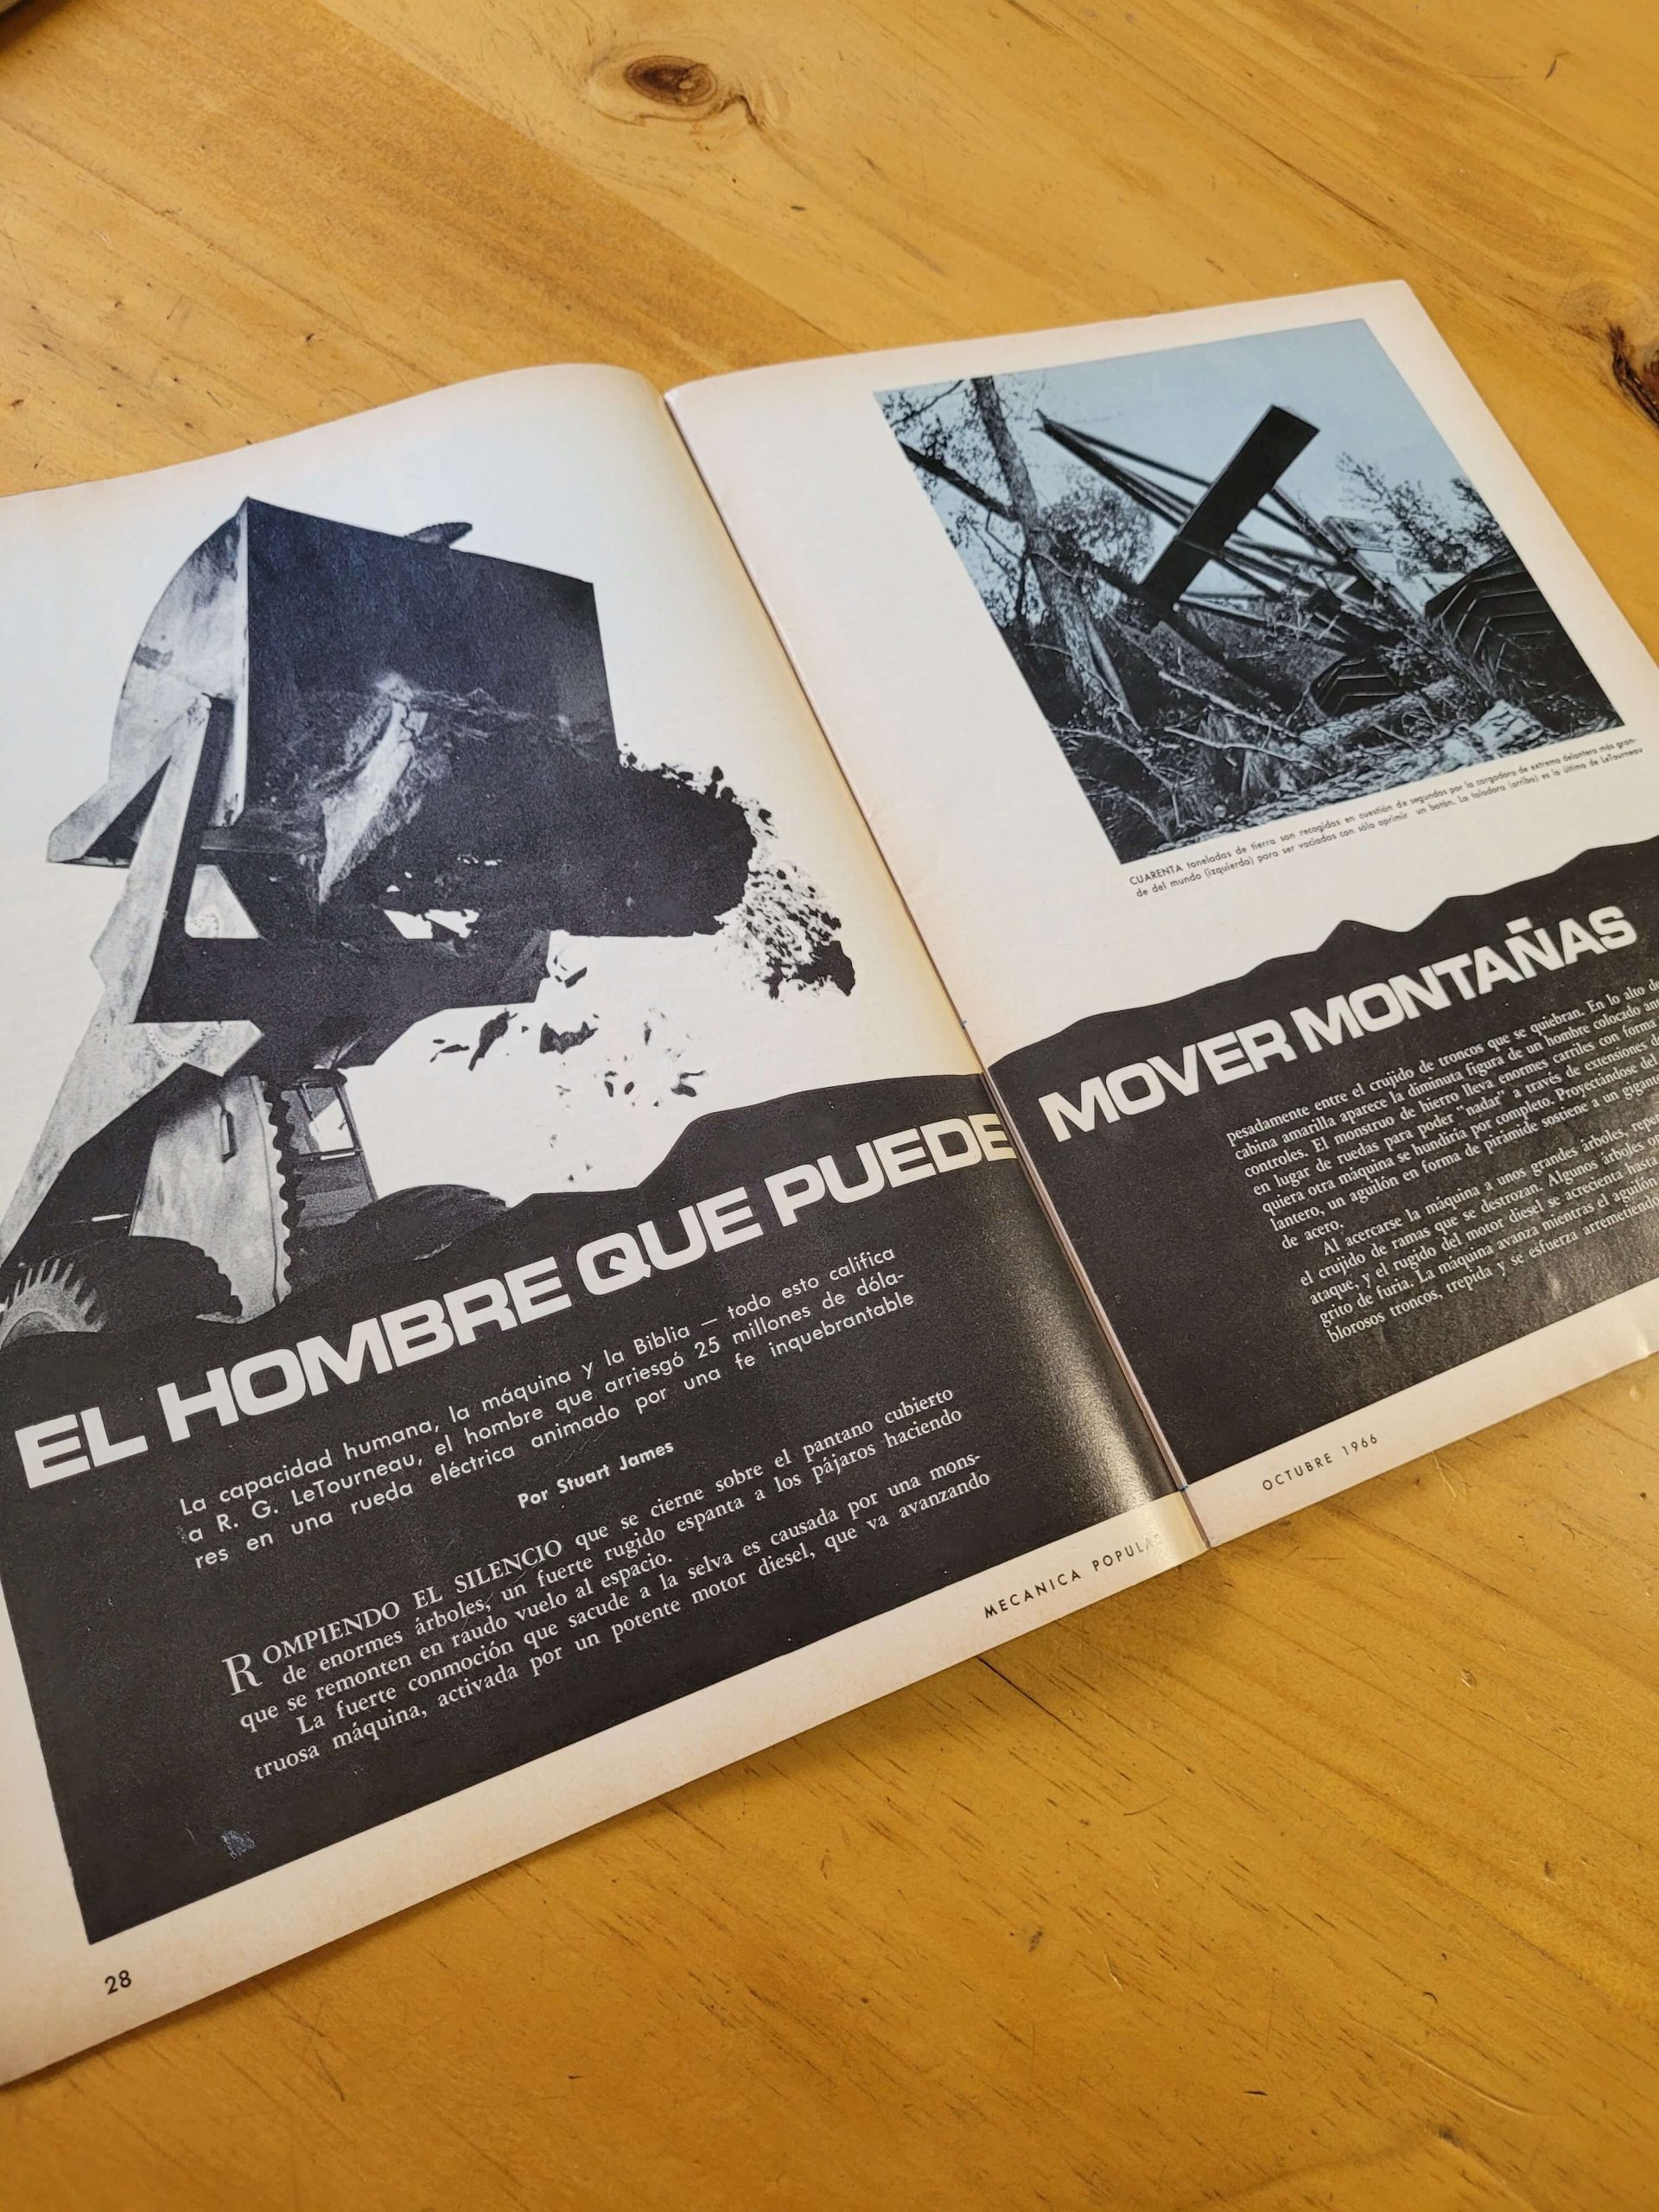 CUARENTA toneladas de tierra son recogidas en cuestión de segundos por la cargadora de extremo delantero más gran-
de del mundo (izquierda) para ser vaciadas con sólo oprimir un botón. La taladora (arriba) es la última de LeTourneau
EL HOMBRE QUE PUEDE MOVER MONTAÑAS
La capacidad humana, la máquina y la Biblia — todo esto califica
a R. G. LeTourneau, el hombre que arriesgó 25 millones de dóla-
res en una rueda eléctrica animado por una fe inquebrantable
Por Stuart James
ROMPIENDO EL SILENCIO que se cierne sobre el pantano cubierto
de enormes árboles, un fuerte rugido espanta a los pájaros haciendo
que se remonten en raudo vuelo al espacio.
La fuerte conmoción que sacude a la selva es causada por una mons-
truosa máquina, activada por un potente motor diesel, que va avanzando
28
MECANICA POPULA
pesadamente entre el crujido de troncos que se quiebran. En lo alto de
cabina amarilla aparece la diminuta figura de un hombre colocado
controles. El monstruo de hierro lleva enormes carriles con forma
en lugar de ruedas para poder "nadar" a través de extensiones
quiera otra máquina se hundiría por completo. Proyectándose del
lantero, un aguilón en forma de pirámide sostiene a un
de acero.
Al acercarse la máquina a unos grandes árboles,
el crujido de ramas que se destrozan. Algunos árboles
ataque, y el rugido del motor diesel se acrecienta hasta
grito de furia. La máquina avanza mientras el aguilón
blorosos troncos, trepida y se esfuerza arremetiendo
OCTUBRE 1966